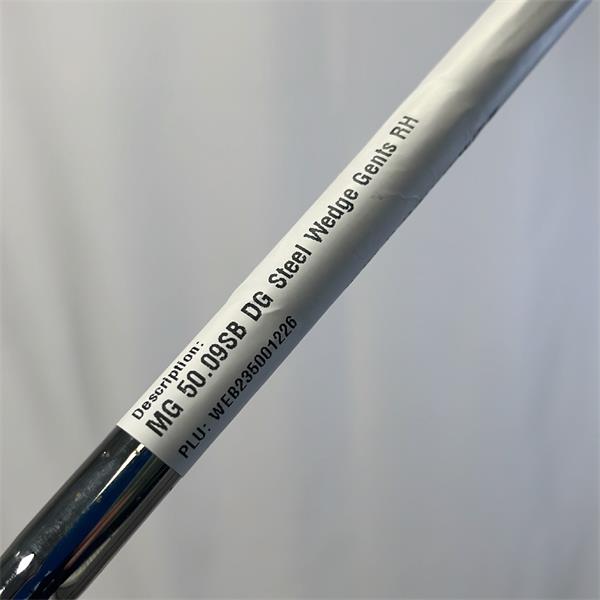 Description:
MG 50.09SB DG Steel Wedge Gents RH
PLU: WEB235001226